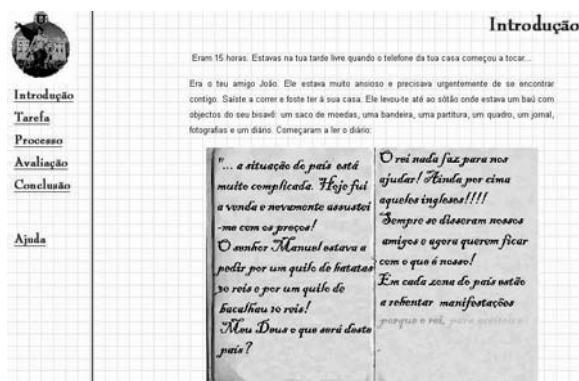 Introdução
Introdução
Tarefa
Processo
Avaliação
Conclusão
Ajuda
Eram 15 horas. Estavas na tua tarde livre quando o telefone da tua casa começou a tocar...
Era o teu amigo João. Ele estava muito ansioso e precisava urgentemente de se encontrar
contigo. Saíste a correr e foste ter à sua casa. Ele levou-te até ao sótão onde estava um baú com
objectos do seu bisavô: um saco de moedas, uma bandeira, uma partitura, um quadro, um jornal,
fotografias e um diário. Começaram a ler o diário:
"... a situação do país está
muito complicada. Hoje fui
a venda e novamente assustei
-me com os preços!
O senhor Manuel estava a
pedir por um quilo de batatas
30 reis e por um quilo de
bacalhau 10 reis!
Meu Deus o que será deste
país?
O rei nada faz para nos
ajudar! Ainda por cima
aqueles ingleses!!!!
Sempre se disseram nossos
amigos e agora querem ficar
com o que é nosso!
Em cada zona do país estão
a rebentar manifestações
porque o rei, para